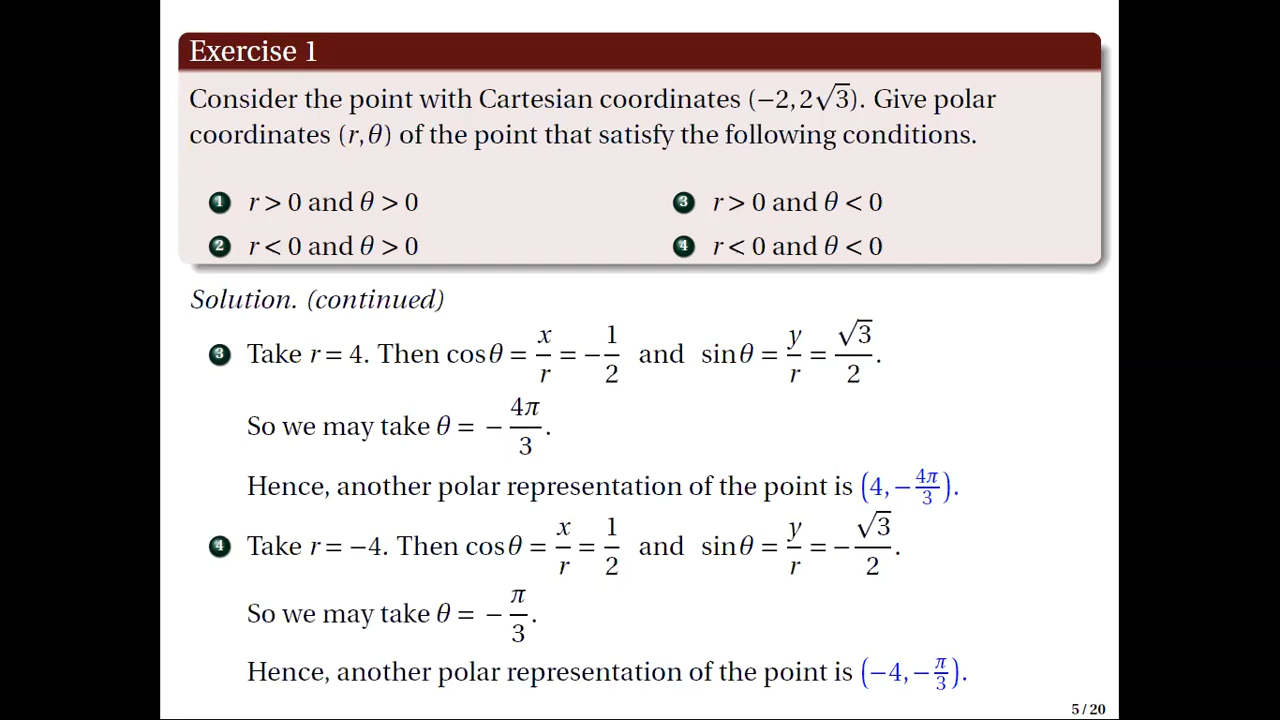 Exercise 1
Consider the point with Cartesian coordinates (−2, 2√3). Give polar
coordinates (r, θ) of the point that satisfy the following conditions.
1 r > 0 and θ > 0
3 r > 0 and θ < 0
2 r < 0 and θ > 0
4 r < 0 and θ < 0
Solution. (continued)
3 Take r = 4. Then cos θ = x/r = −1/2 and sin θ = y/r = √3/2.
So we may take θ = −4π/3.
Hence, another polar representation of the point is (4, −4π/3).
4 Take r = −4. Then cos θ = x/r = 1/2 and sin θ = y/r = −√3/2.
So we may take θ = −π/3.
Hence, another polar representation of the point is (−4, −π/3).
5 / 20